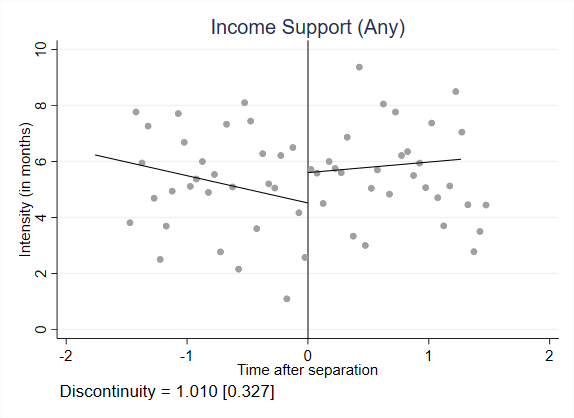 Income Support (Any)
Intensity (in months)
10
8
6
4
2
0
-2
-1
0
1
2
Time after separation
Discontinuity = 1.010 [0.327]